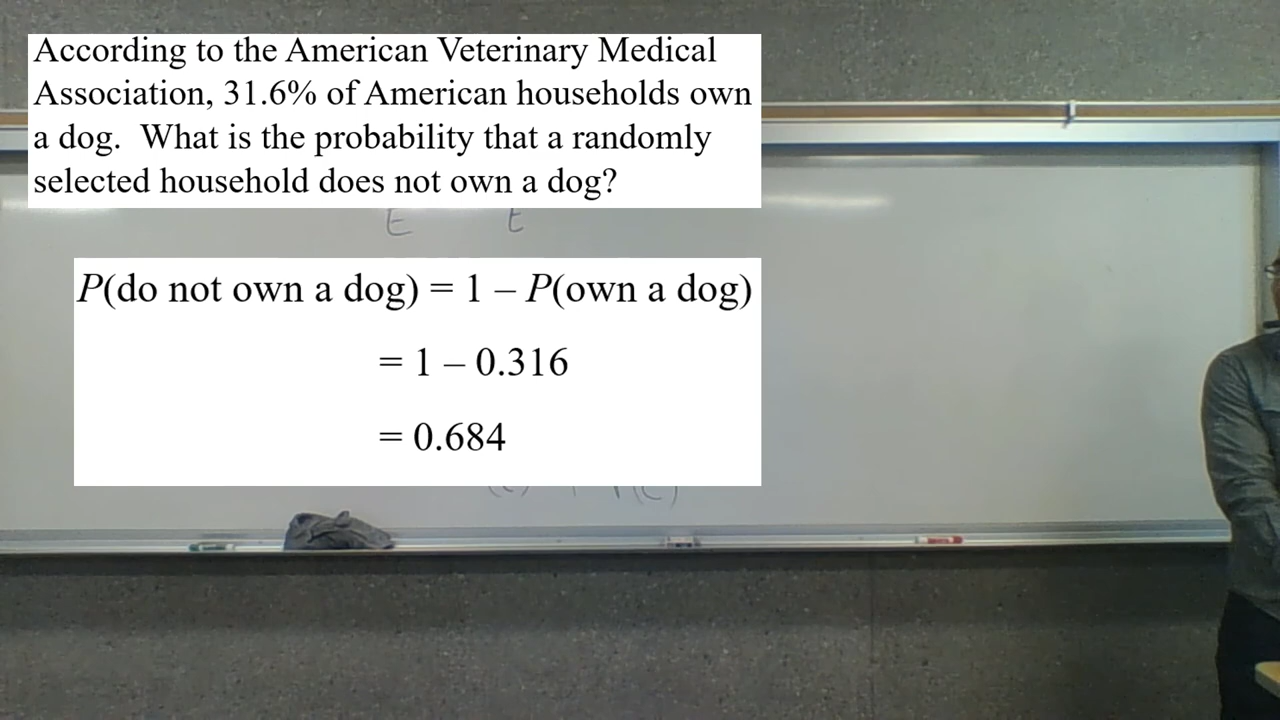 According to the American Veterinary Medical
Association, 31.6% of American households own
a dog. What is the probability that a randomly
selected household does not own a dog?
E E
P(do not own a dog) = 1 – P(own a dog)
= 1 – 0.316
= 0.684